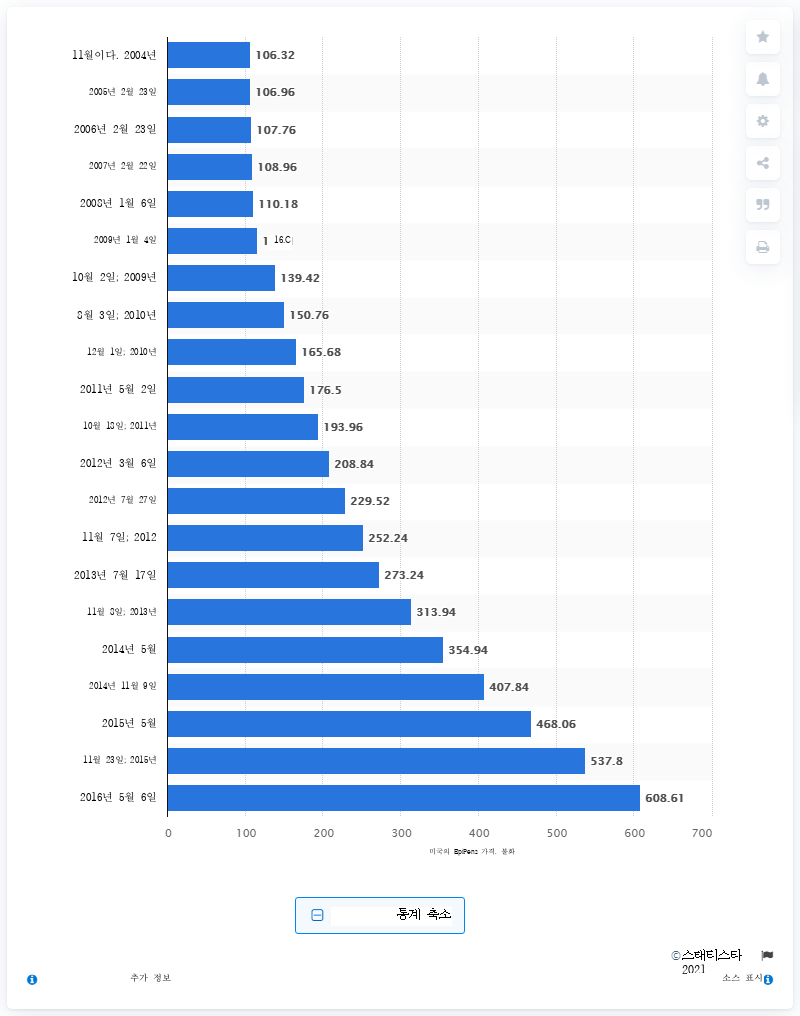 11월이다. 2004년 106.32
2005년 2월 23일 106.96
2006년 2월 23일 107.76
2007년 2월 22일 108.96
2008년 1월 6일 110.18
2009년 1월 4일 1 16.C
10월 2일; 2009년 139.42
8월 3일; 2010년 150.76
12월 1일; 2010년 165.68
2011년 5월 2일 176.5
10월 18일; 2011년 193.96
2012년 3월 6일 208.84
2012년 7월 27일 229.52
11월 7일; 2012 252.24
2013년 7월 17일 273.24
11월 8일; 2013년 313.94
2014년 5월 354.94
2014년 11월 9일 407.84
2015년 5월 468.06
11월 23일; 2015년 537.8
2016년 5월 6일 608.61
0 100 200 300 400 500 600 700
미국의 EpiPens 가격. 불화
통계 축소
©스태티스타
2021
추가 정보 소스 표시